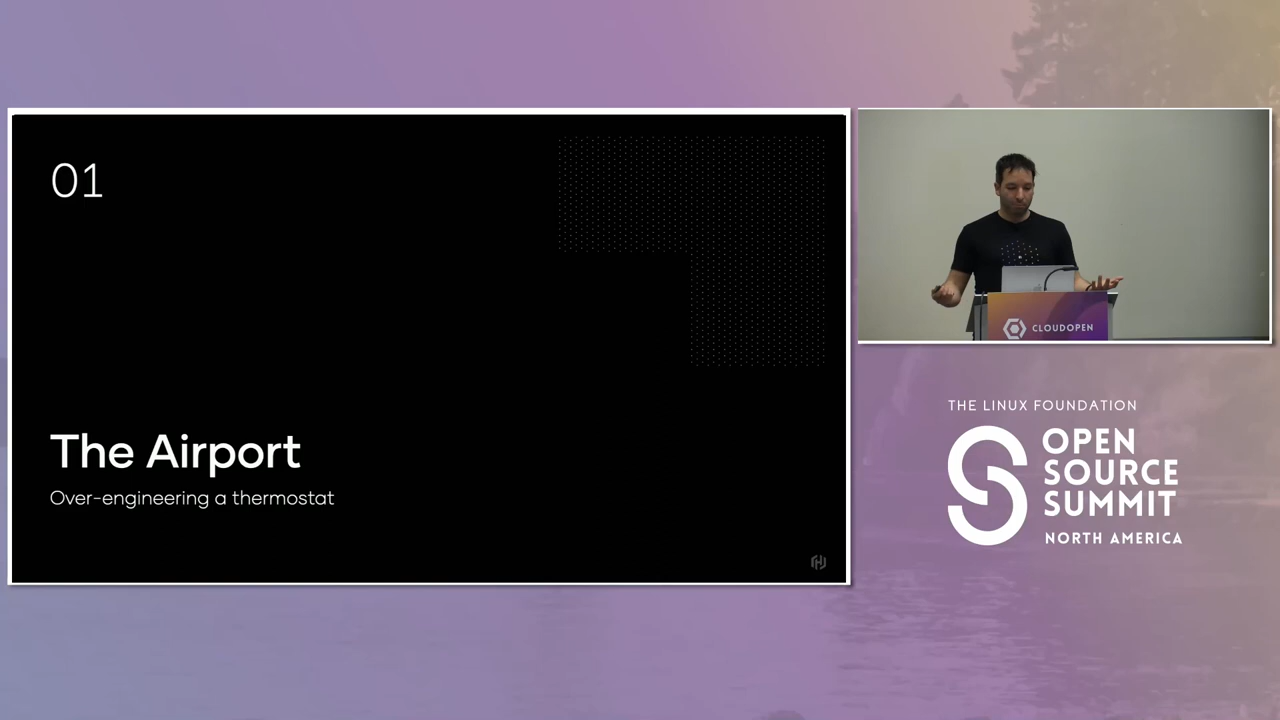 01
The Airport
Over-engineering a thermostat
CLOUDOPEN
THE LINUX FOUNDATION
OPEN
SOURCE
SUMMIT
NORTH AMERICA